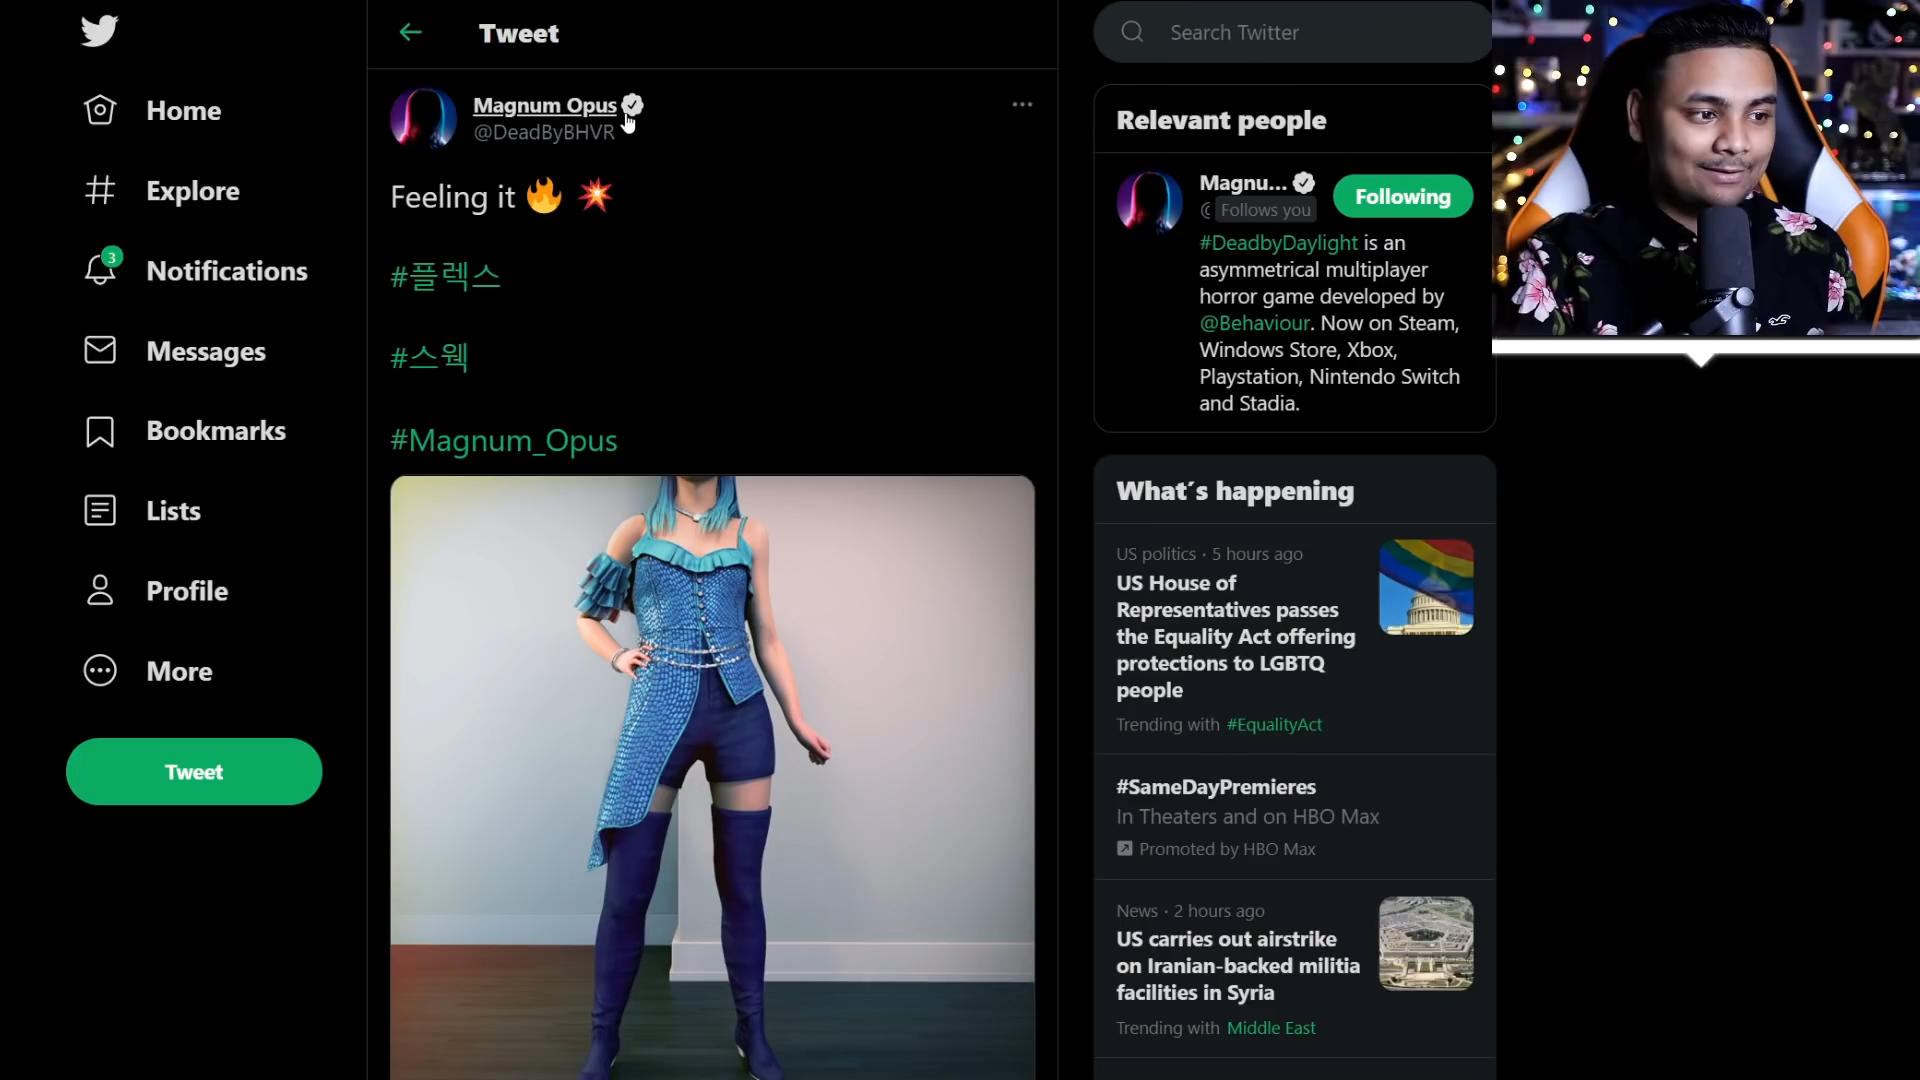 Home
Explore
3
Notifications
Messages
Bookmarks
Lists
Profile
More
Tweet
Tweet
Magnum Opus
@DeadByBHVR
Feeling it 🔥 💥
#플렉스
#스웩
#Magnum_Opus
Search Twitter
Relevant people
Magnu...
Follows you
Following
#DeadbyDaylight is an
asymmetrical multiplayer
horror game developed by
@Behaviour. Now on Steam,
Windows Store, Xbox,
Playstation, Nintendo Switch
and Stadia.
What´s happening
US politics · 5 hours ago
US House of
Representatives passes
the Equality Act offering
protections to LGBTQ
people
Trending with #EqualityAct
#SameDayPremieres
In Theaters and on HBO Max
Promoted by HBO Max
News · 2 hours ago
US carries out airstrike
on Iranian-backed militia
facilities in Syria
Trending with Middle East